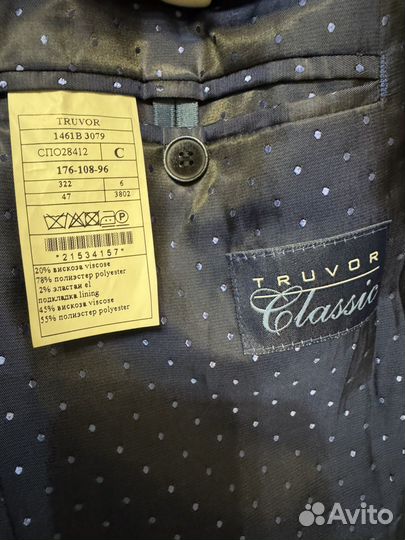 TRUVOR
1461В 3079
СПО28412 С
176-108-96
322 6
47 3802
*21534157*
20% вискоза viscose
78% полиэстер polyester
2% эластан el
подкладка lining
45% вискоза viscose
55% полиэстер polyester
TRUVOR
Classic
Avito